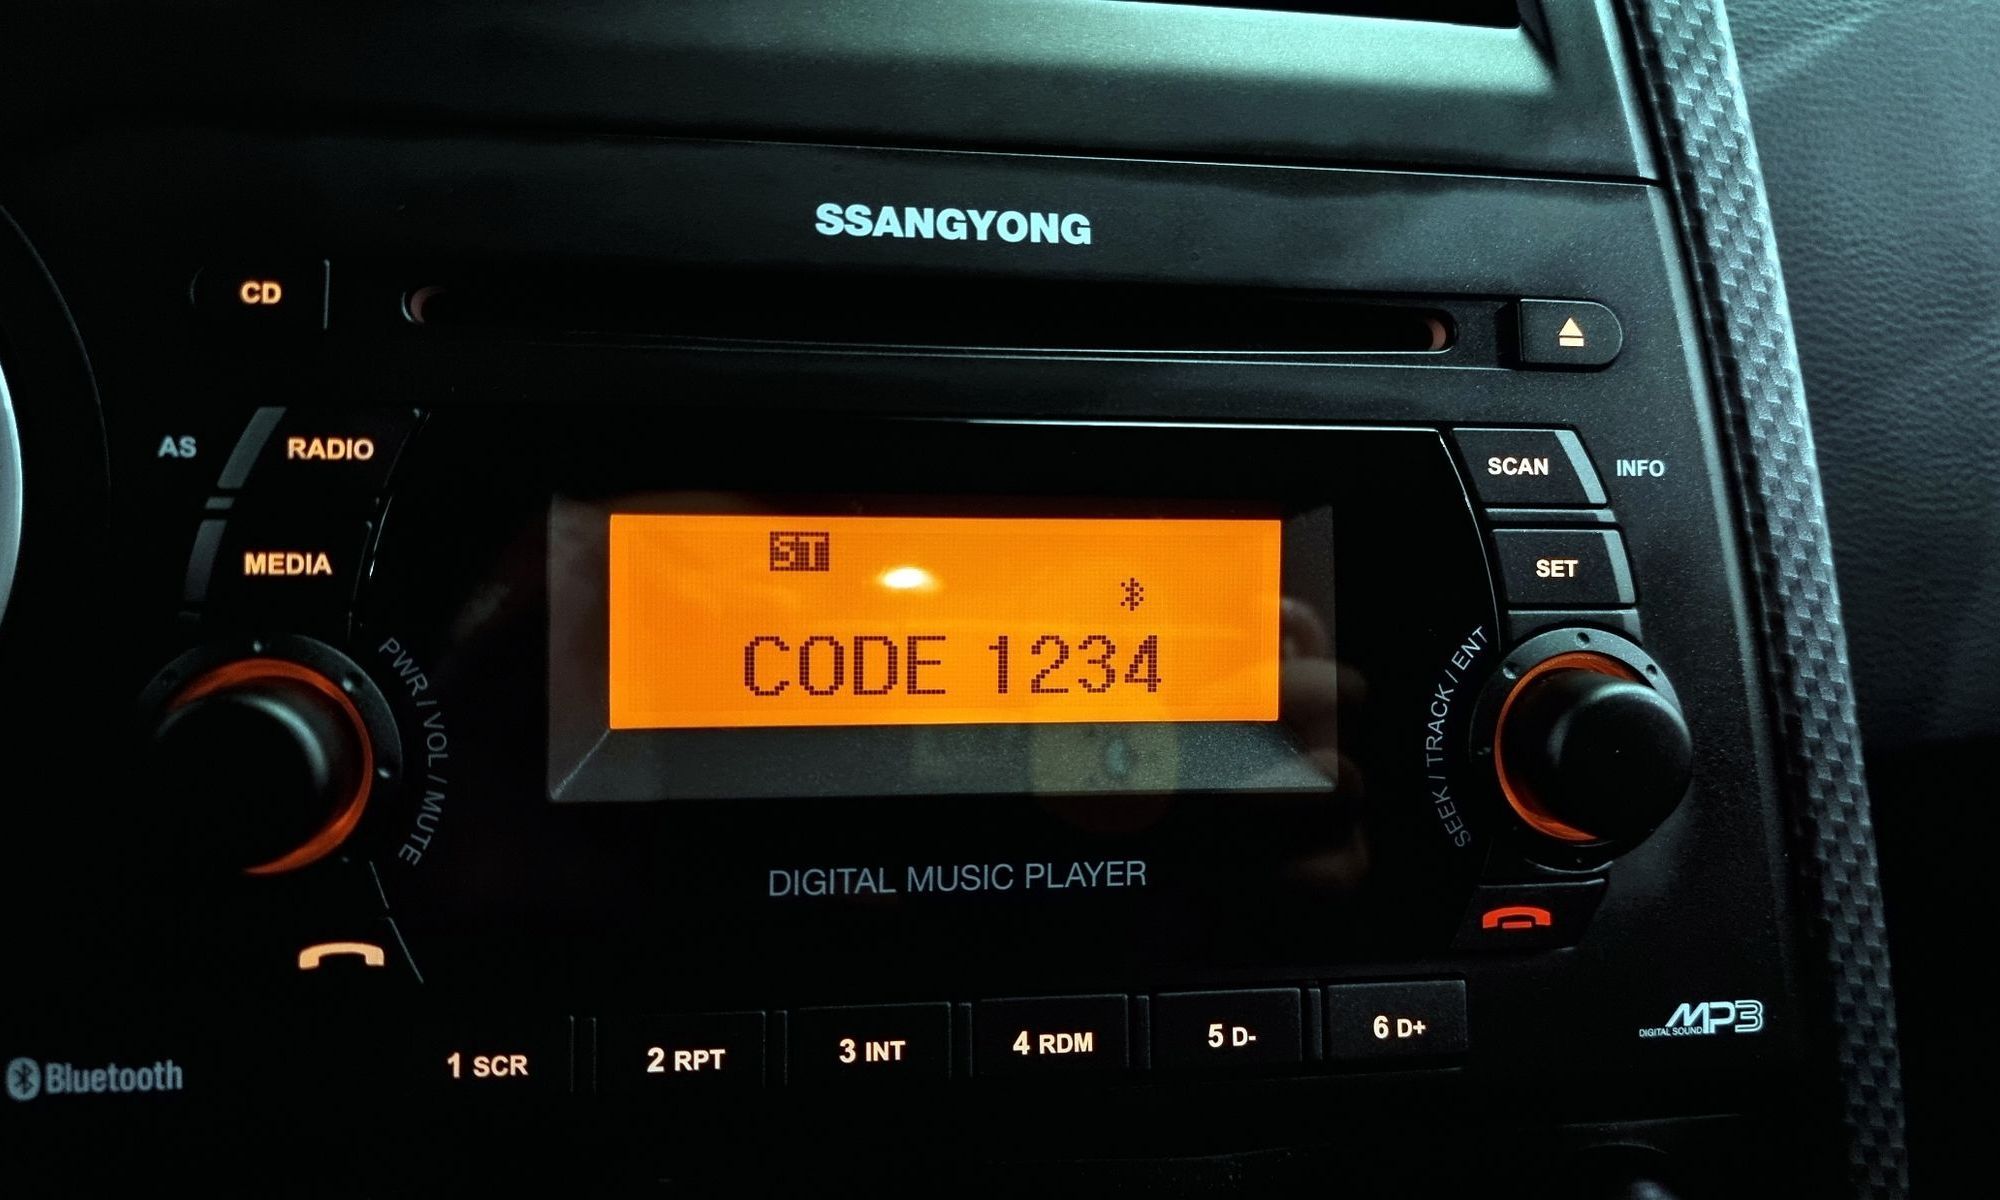 SSANGYONG
CD
AS
RADIO
SCAN
INFO
MEDIA
SET
ST
CODE 1234
PWR / VOL / MUTE
SEEK / TRACK / ENT
DIGITAL MUSIC PLAYER
1 SCR
2 RPT
3 INT
4 RDM
5 D-
6 D+
MP3
DIGITAL SOUND
Bluetooth